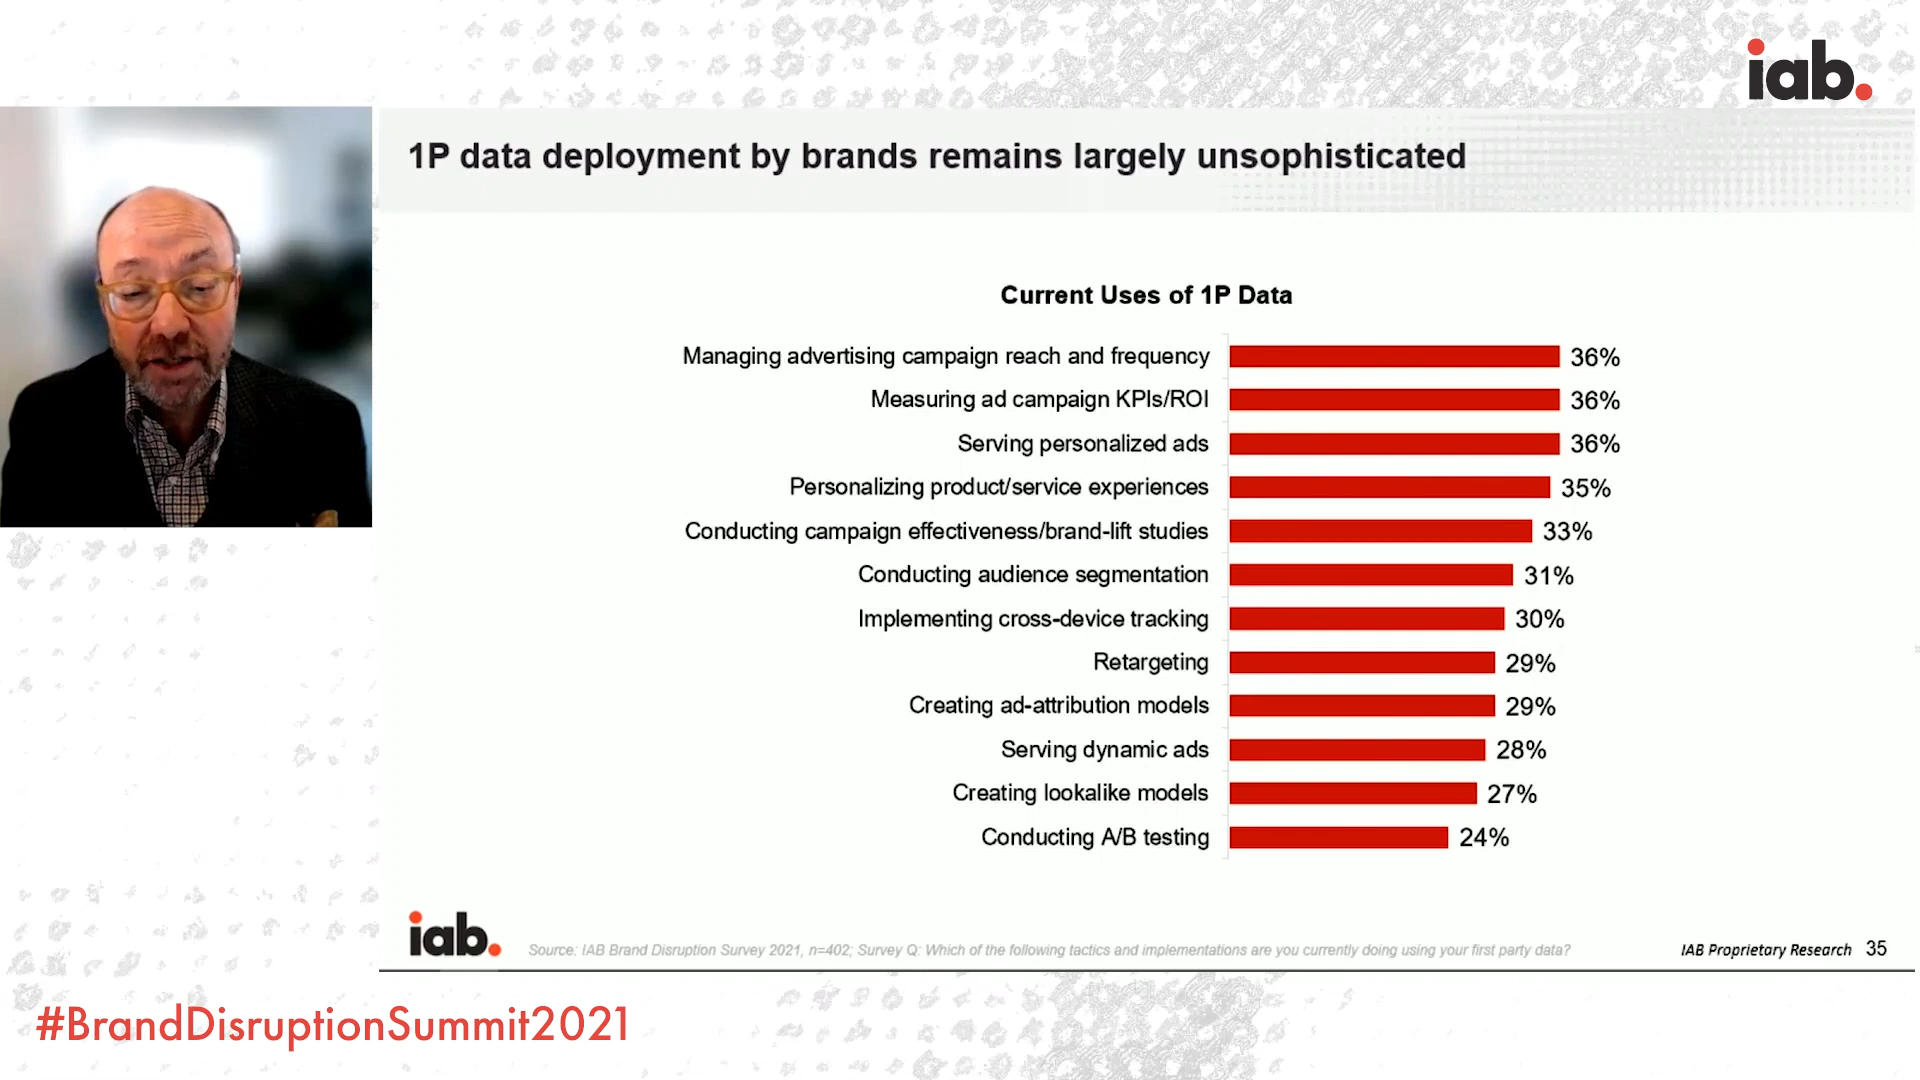 iab.
1P data deployment by brands remains largely unsophisticated
Current Uses of 1P Data
Managing advertising campaign reach and frequency 36%
Measuring ad campaign KPIs/ROI 36%
Serving personalized ads 36%
Personalizing product/service experiences 35%
Conducting campaign effectiveness/brand-lift studies 33%
Conducting audience segmentation 31%
Implementing cross-device tracking 30%
Retargeting 29%
Creating ad-attribution models 29%
Serving dynamic ads 28%
Creating lookalike models 27%
Conducting A/B testing 24%
iab.
Source: IAB Brand Disruption Survey 2021, n=402; Survey Q: Which of the following tactics and implementations are you currently doing using your first party data?
IAB Proprietary Research 35
#BrandDisruptionSummit2021